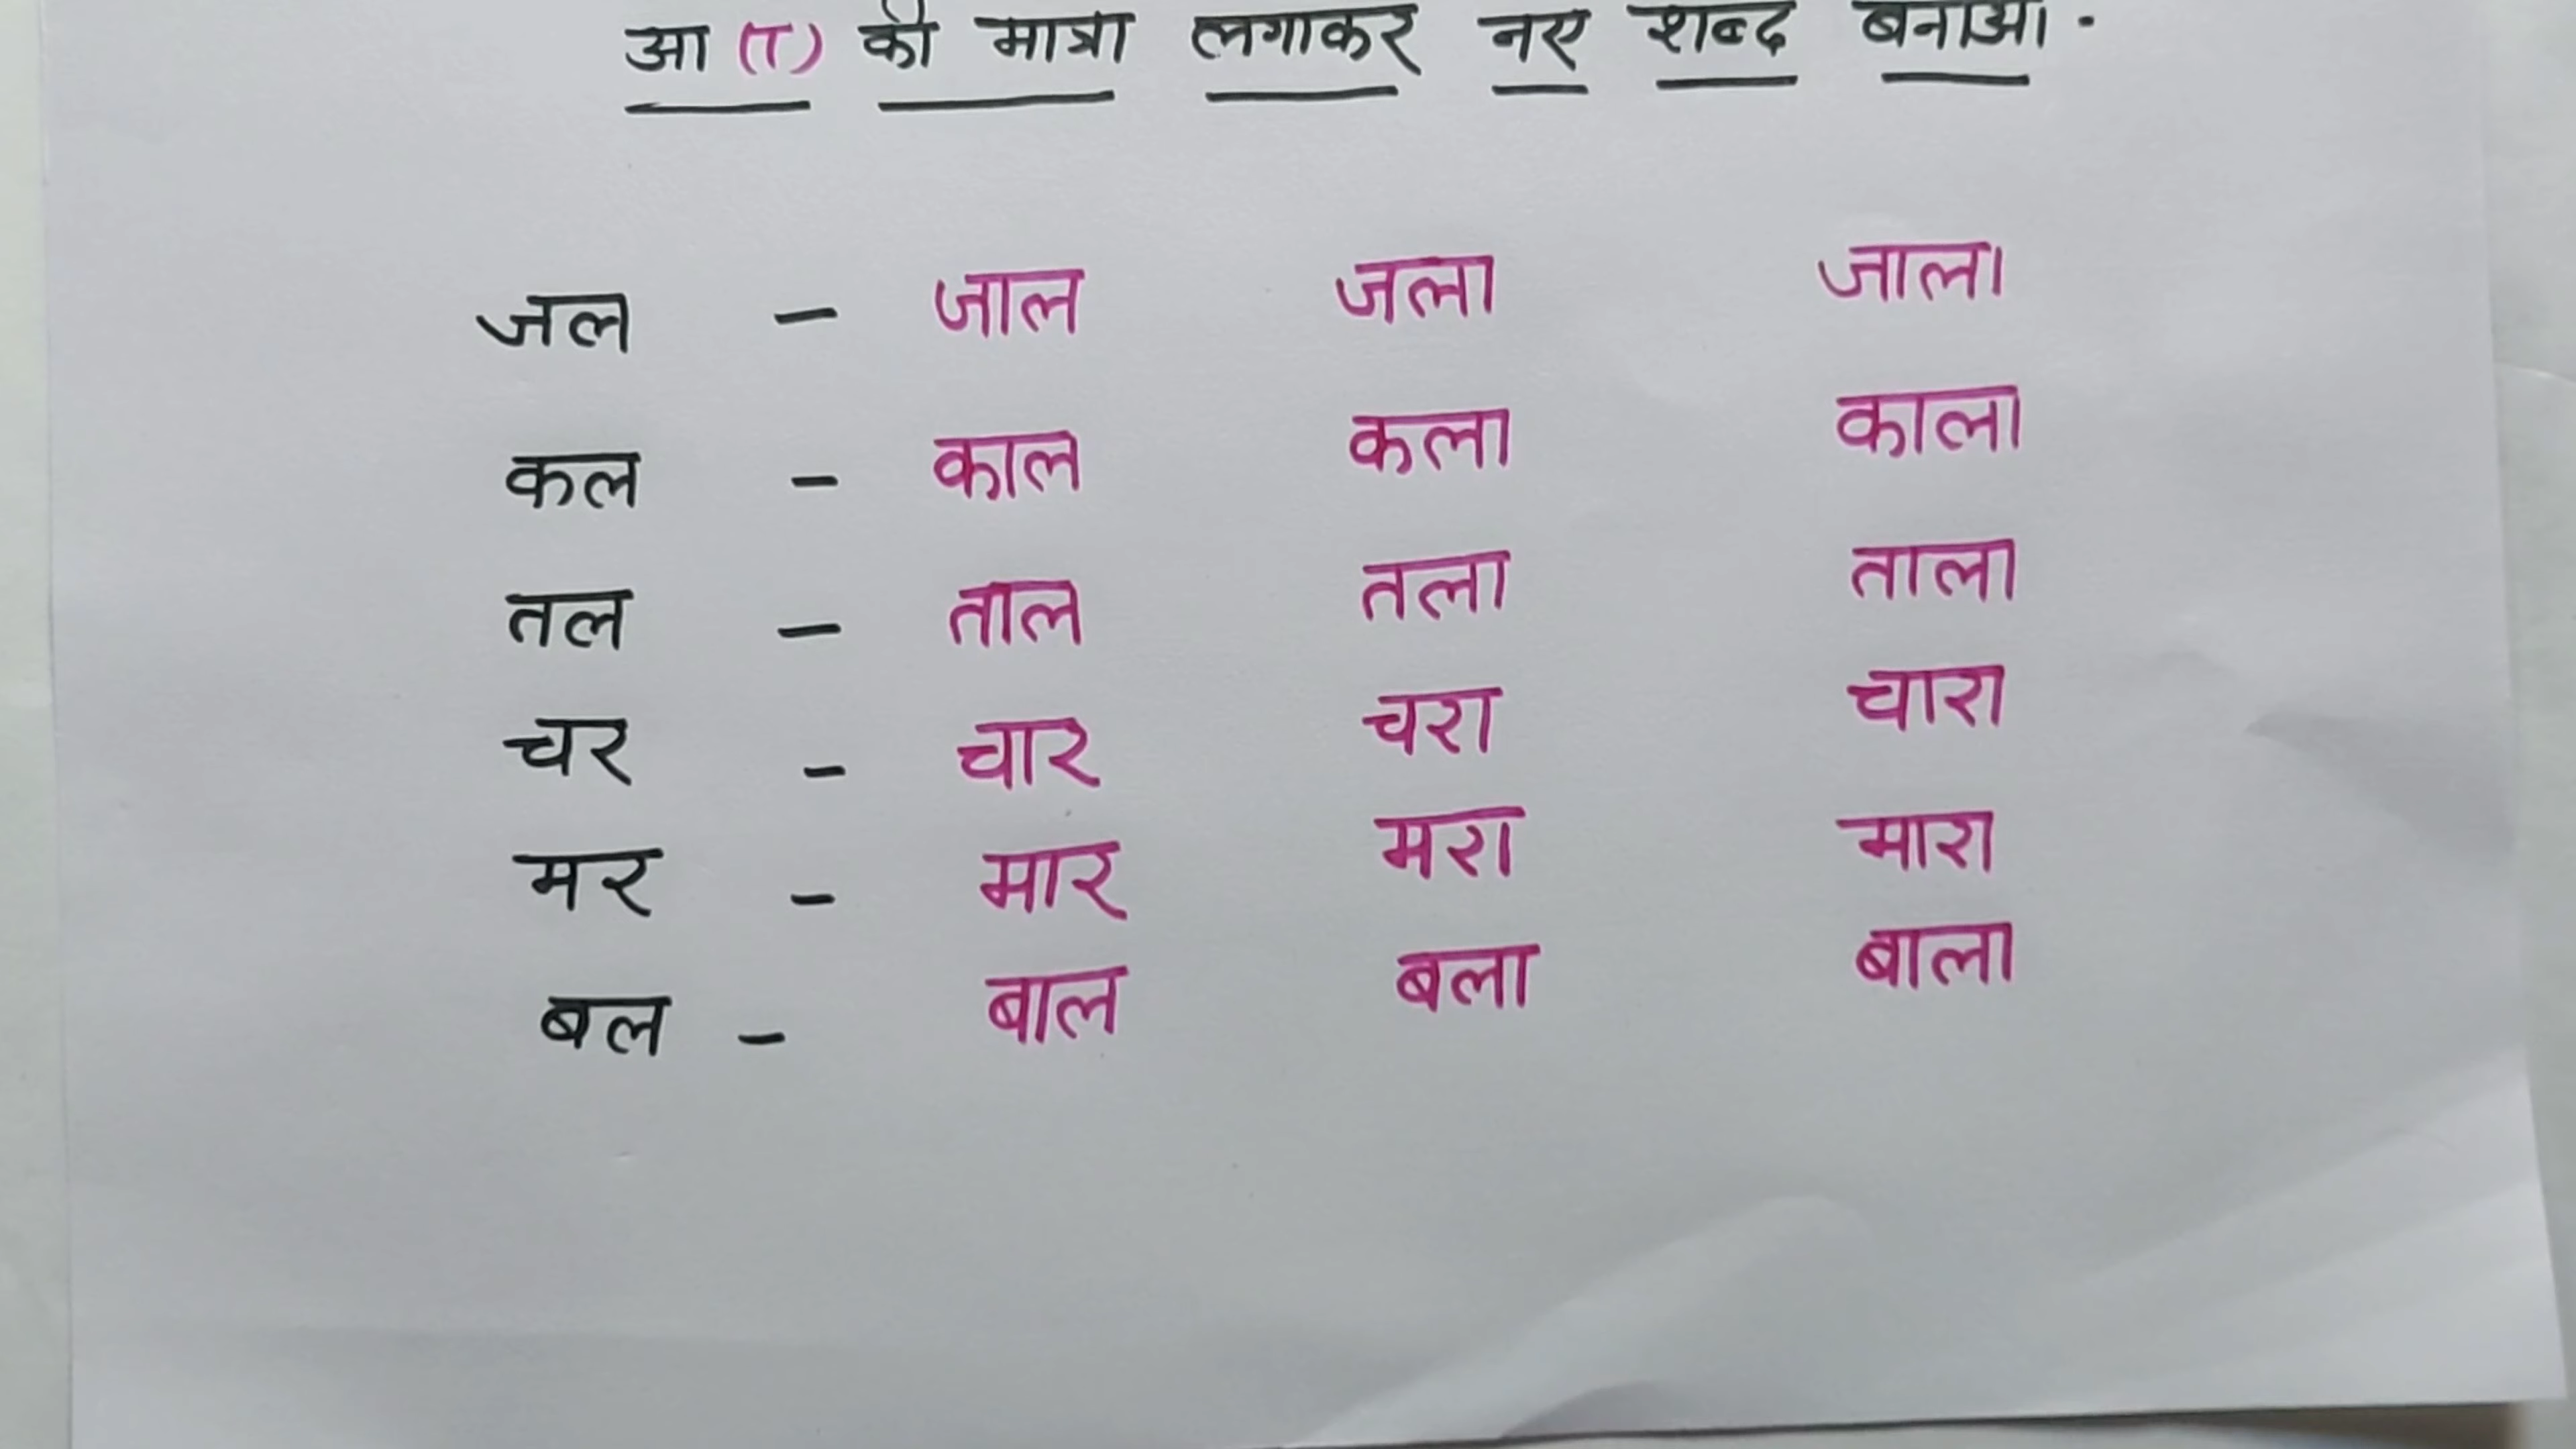 आ (ा) की मात्रा लगाकर नए शब्द बनाओ -
जल - जाल जला जाला
कल - काल कला काला
तल - ताल तला ताला
चर - चार चरा चारा
मर - मार मरा मारा
बल - बाल बला बाला